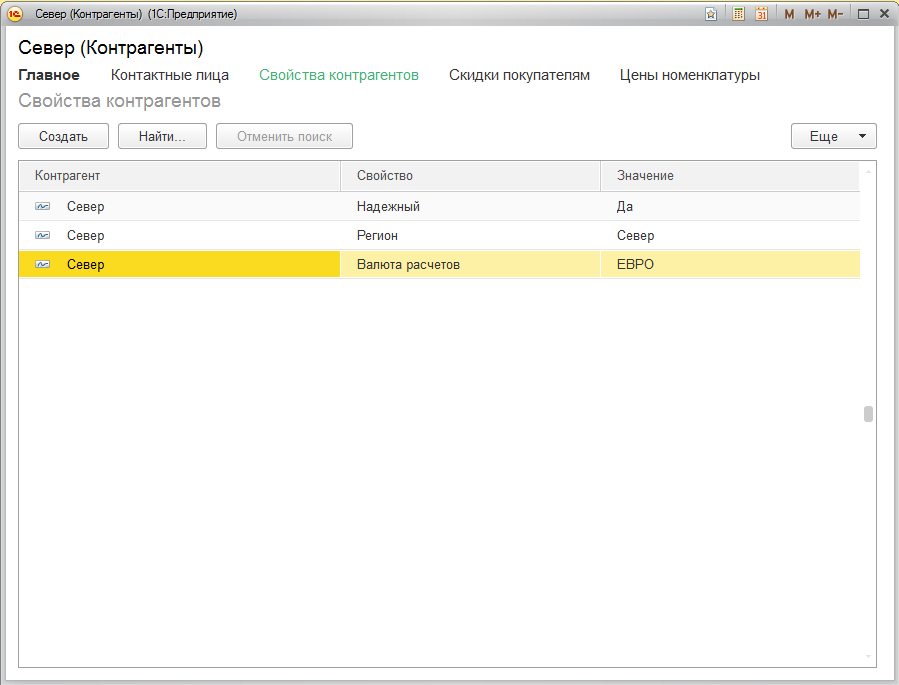 Север (Контрагенты) (1С:Предприятие)
31 M M+ M-
Север (Контрагенты)
Главное Контактные лица Свойства контрагентов Скидки покупателям Цены номенклатуры
Свойства контрагентов
Создать Найти... Отменить поиск Еще
Контрагент Свойство Значение
Север Надежный Да
Север Регион Север
Север Валюта расчетов ЕВРО